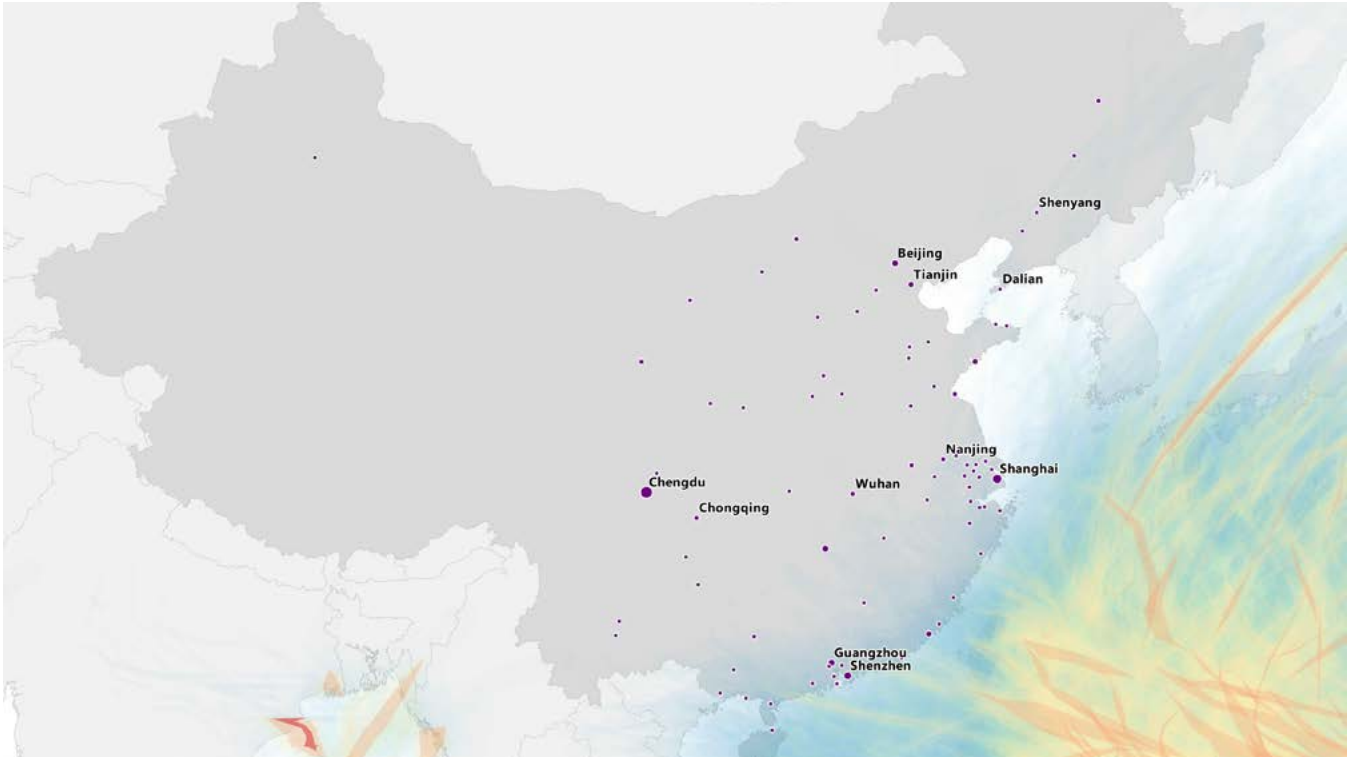 Shenyang
Beijing
Tianjin
Dalian
Nanjing
Shanghai
Chengdu
Wuhan
Chongqing
Guangzhou
Shenzhen